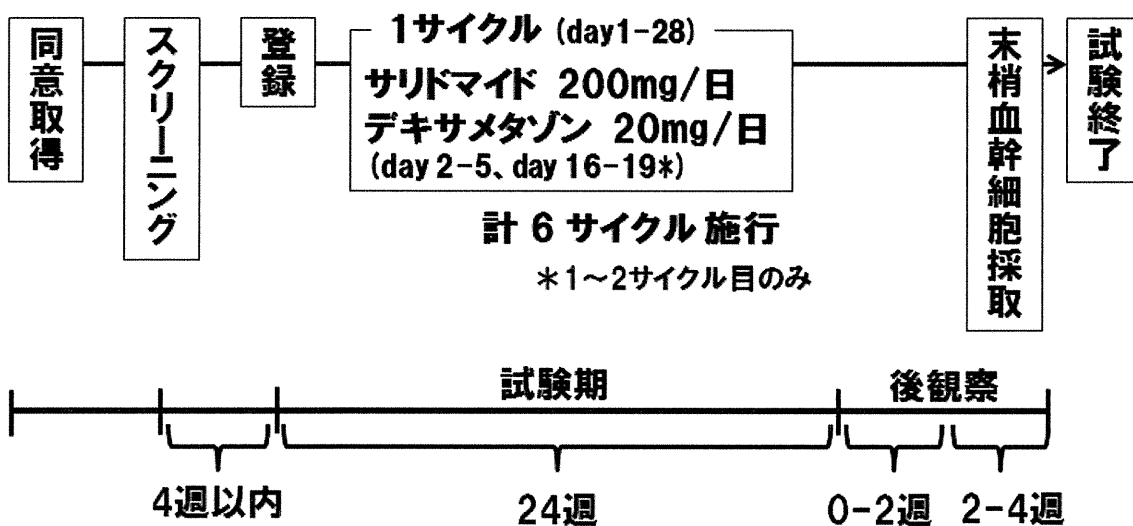 同意取得
スクリーニング
登録
1サイクル (day1-28)
サリドマイド 200mg/日
デキサメタゾン 20mg/日
(day 2-5、day 16-19*)
計 6 サイクル 施行
*1~2サイクル目のみ
末梢血幹細胞採取
試験終了
試験期
後観察
4週以内
24週
0-2週
2-4週